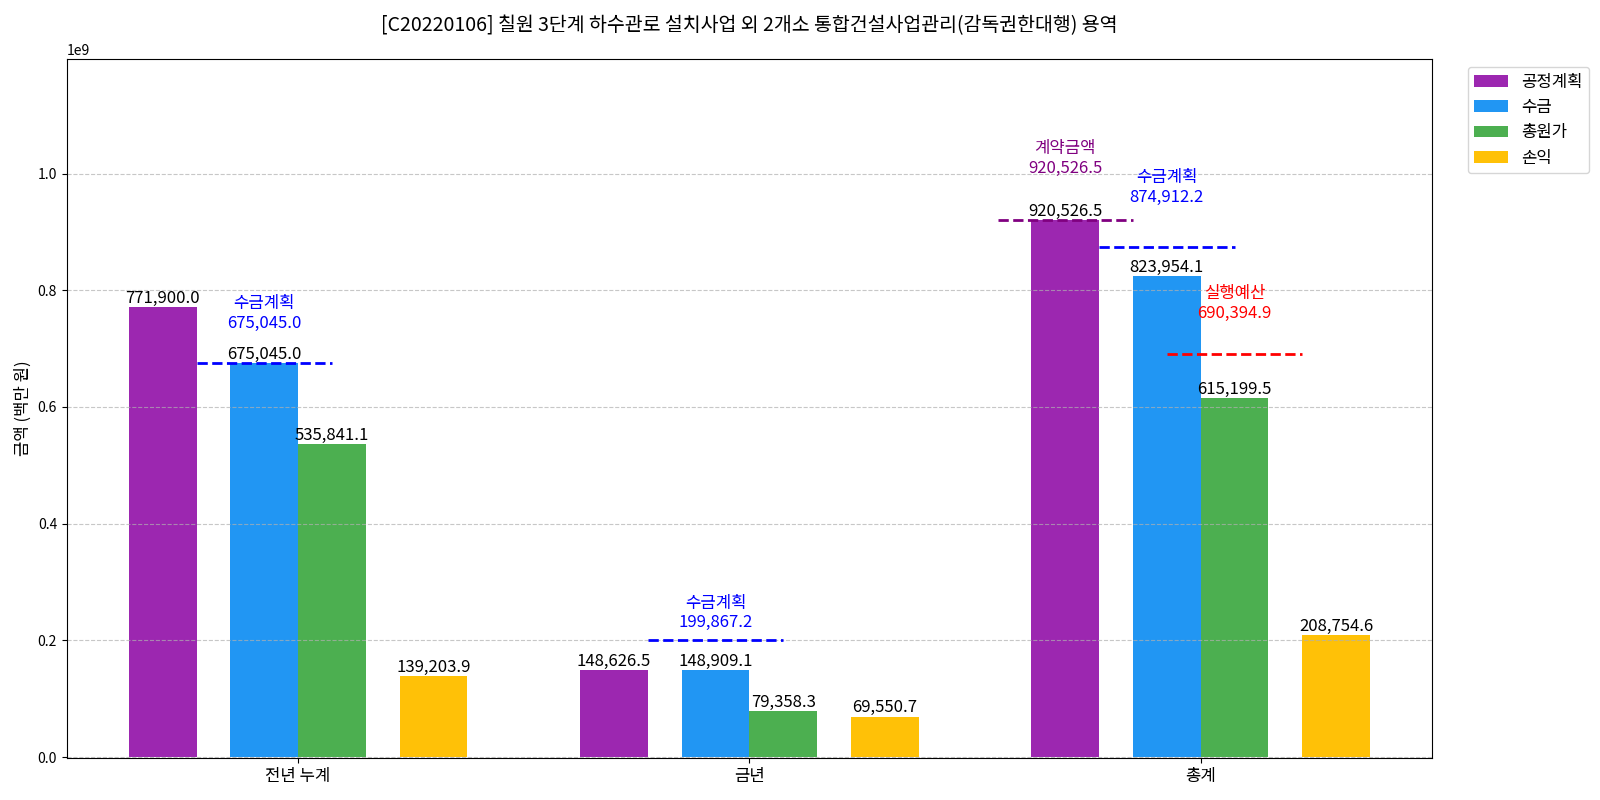 [C20220106] 칠원 3단계 하수관로 설치사업 외 2개소 통합건설사업관리(감독권한대행) 용역
1e9
공정계획
수금
총원가
손익
금액 (백만 원)
1.0
0.8
0.6
0.4
0.2
0.0
771,900.0
수금계획
675,045.0
675,045.0
535,841.1
139,203.9
148,626.5
수금계획
199,867.2
148,909.1
79,358.3
69,550.7
계약금액
920,526.5
920,526.5
수금계획
874,912.2
823,954.1
실행예산
690,394.9
615,199.5
208,754.6
전년 누계
금년
총계